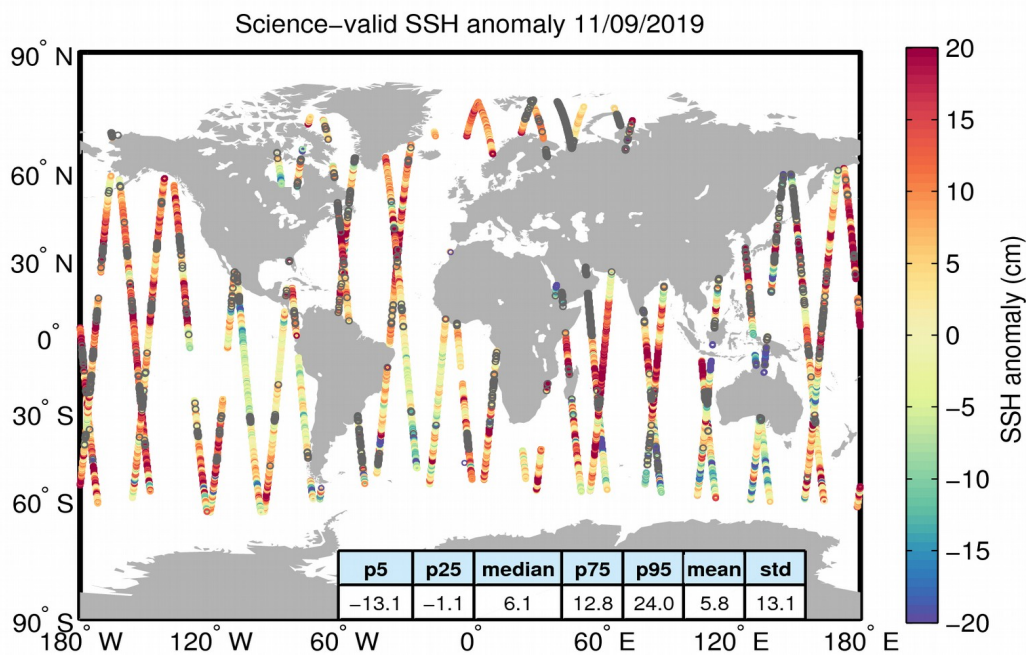 Science−valid SSH anomaly 11/09/2019
90° N
60° N
30° N
0°
30° S
60° S
90° S
180° W
120° W
60° W
0°
60° E
120° E
180° E
p5 p25 median p75 p95 mean std
−13.1 −1.1 6.1 12.8 24.0 5.8 13.1
20
15
10
5
0
−5
−10
−15
−20
SSH anomaly (cm)